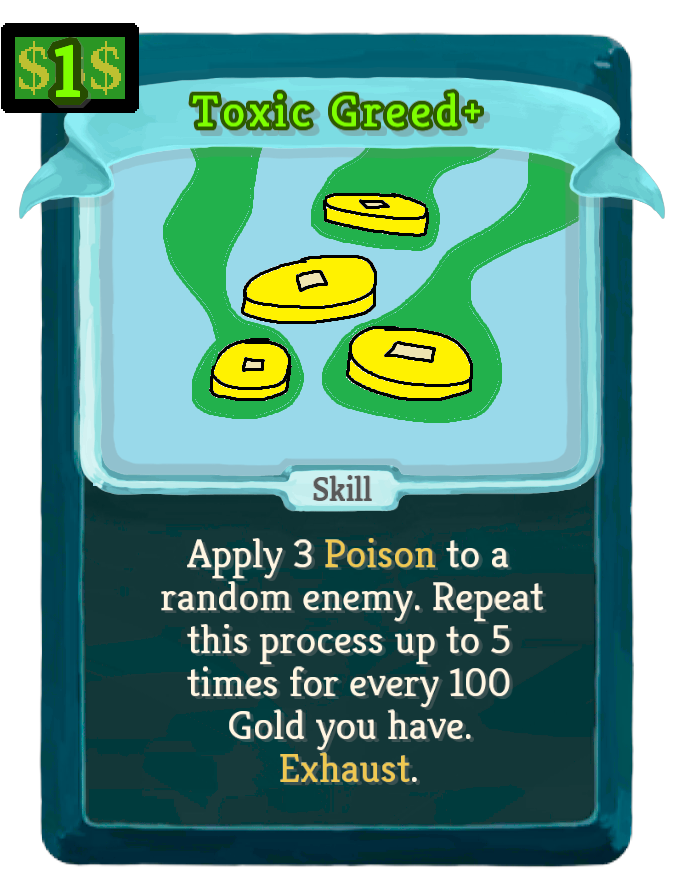 $1$
Toxic Greed+
Skill
Apply 3 Poison to a
random enemy. Repeat
this process up to 5
times for every 100
Gold you have.
Exhaust.